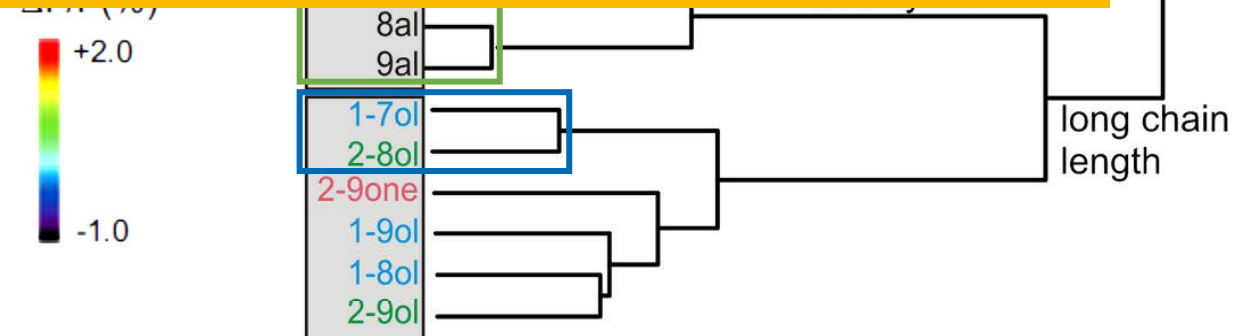 +2.0
-1.0
8al
9al
1-7ol
2-8ol
2-9one
1-9ol
1-8ol
2-9ol
long chain
length